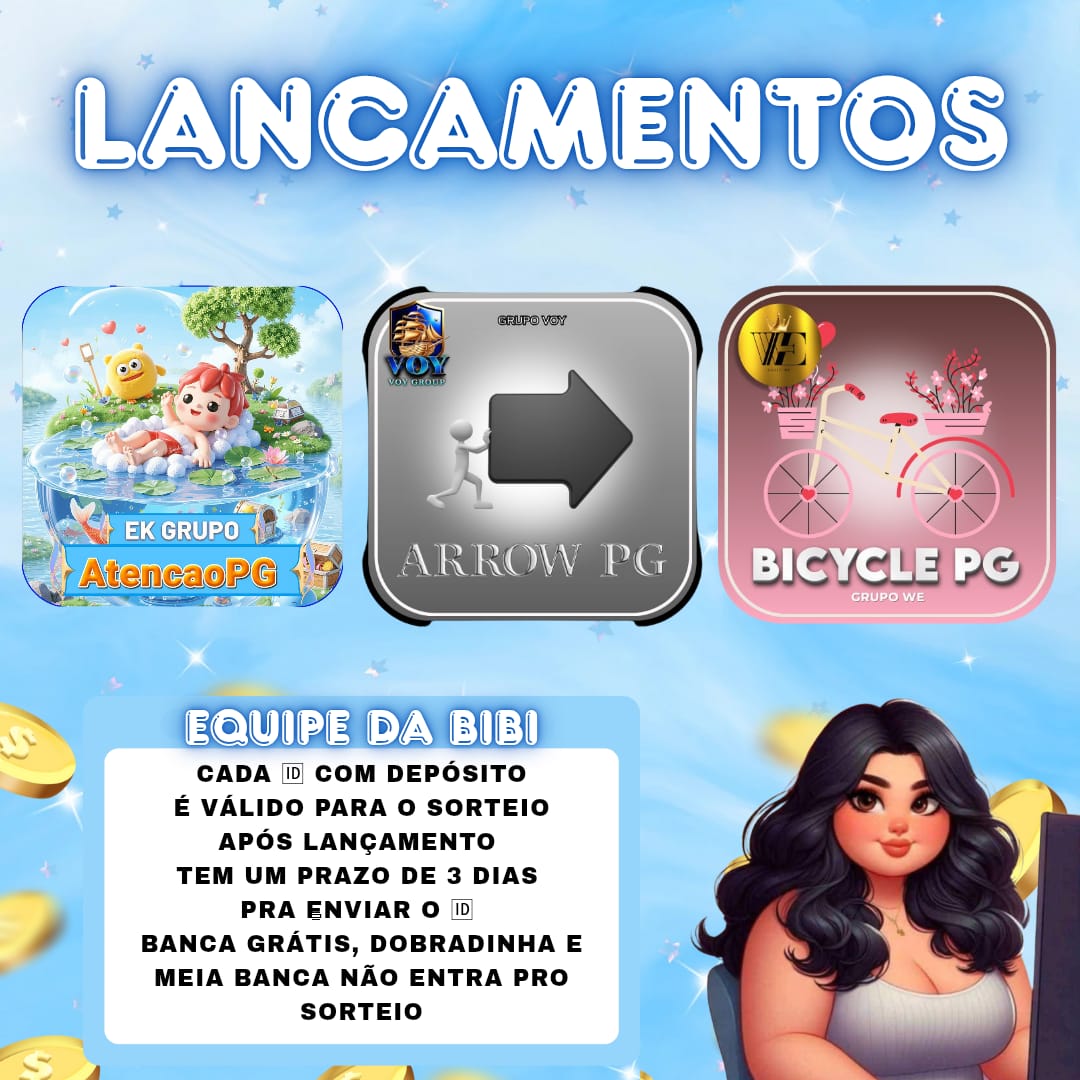 LANCAMENTOS
EK GRUPO
AtencaoPG
GRUPO VOY
VOY
VOY GROUP
ARROW PG
WE
BICYCLE PG
GRUPO WE
EQUIPE DA BIBI
CADA 🆔 COM DEPÓSITO
É VÁLIDO PARA O SORTEIO
APÓS LANÇAMENTO
TEM UM PRAZO DE 3 DIAS
PRA ENVIAR O 🆔
BANCA GRÁTIS, DOBRADINHA E
MEIA BANCA NÃO ENTRA PRO
SORTEIO